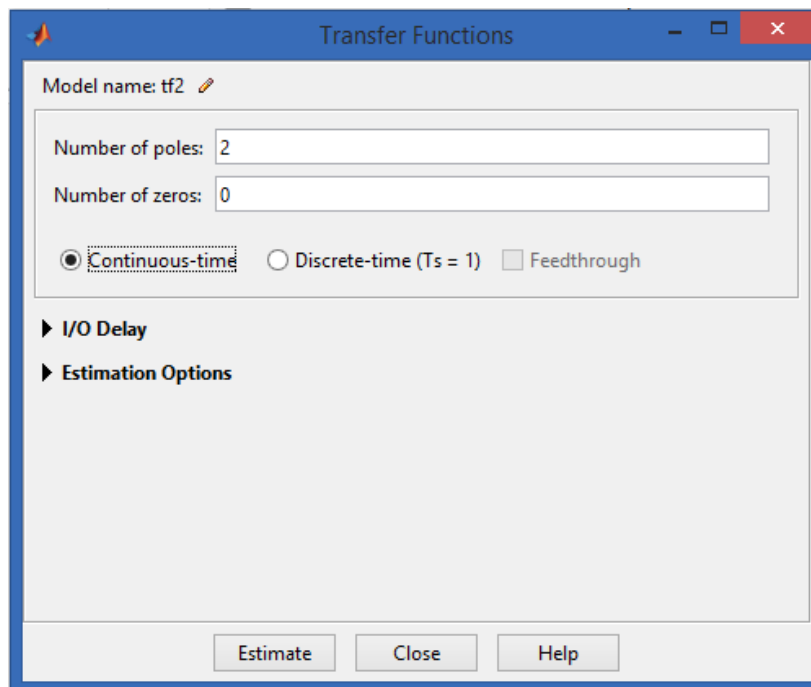 Transfer Functions
Model name: tf2
Number of poles: 2
Number of zeros: 0
Continuous-time Discrete-time (Ts = 1) Feedthrough
I/O Delay
Estimation Options
Estimate Close Help